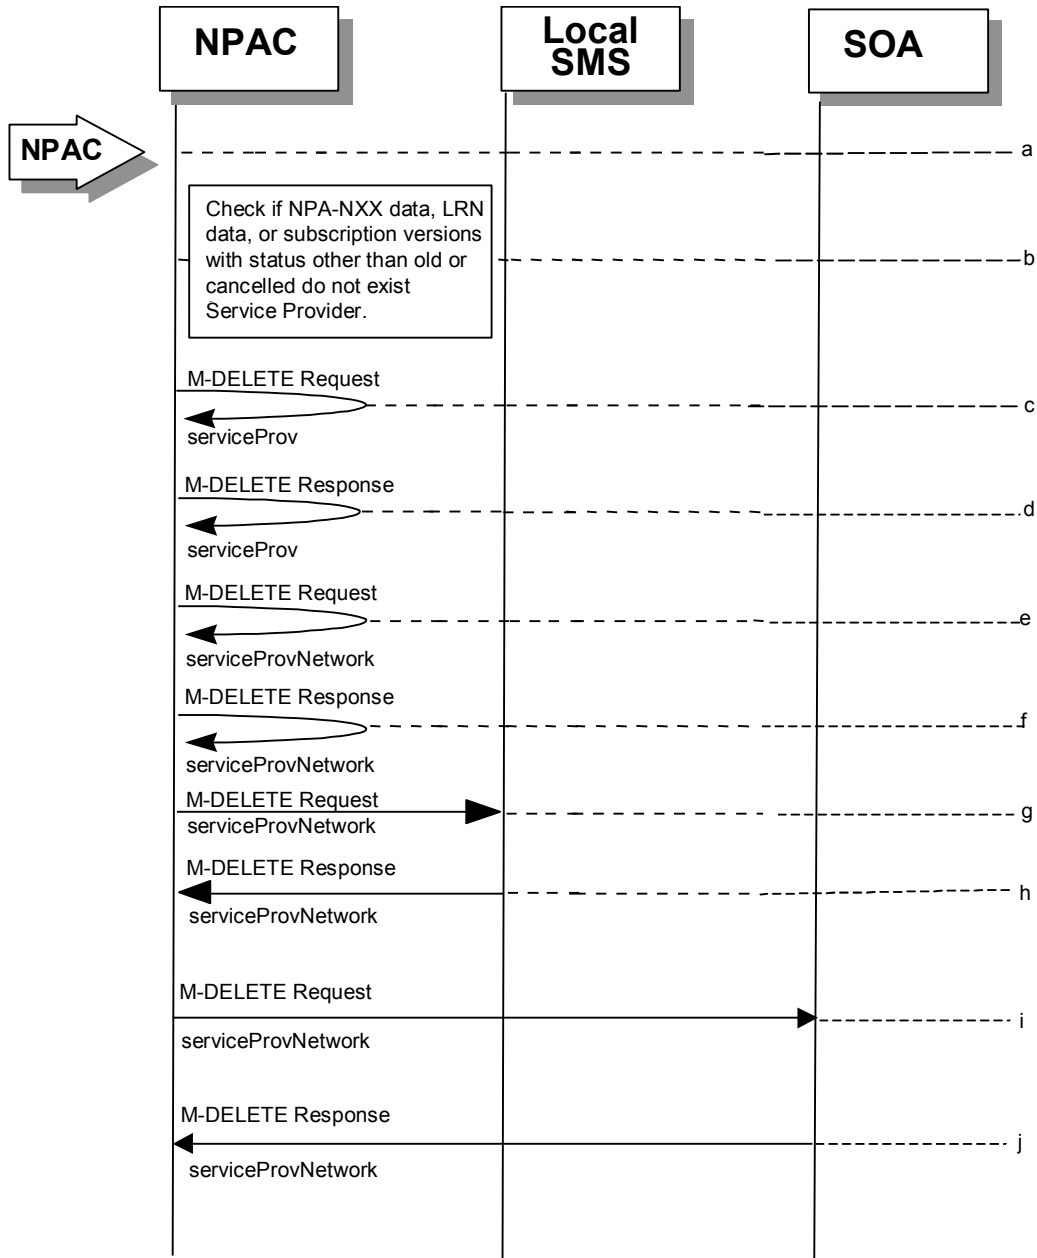 NPAC
Local
SMS
SOA
NPAC
a
Check if NPA-NXX data, LRN
data, or subscription versions
with status other than old or
cancelled do not exist
Service Provider.
b
M-DELETE Request
c
serviceProv
M-DELETE Response
d
serviceProv
M-DELETE Request
e
serviceProvNetwork
M-DELETE Response
f
serviceProvNetwork
M-DELETE Request
g
serviceProvNetwork
M-DELETE Response
h
serviceProvNetwork
M-DELETE Request
i
serviceProvNetwork
M-DELETE Response
j
serviceProvNetwork